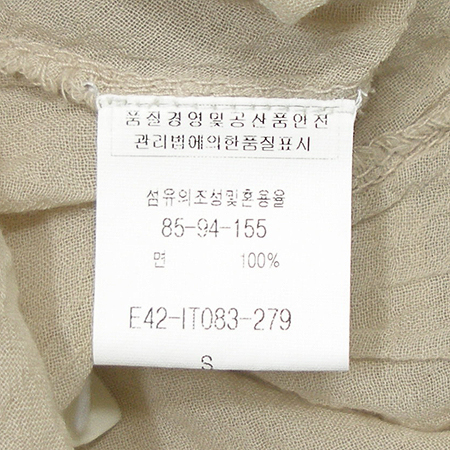 품질경영및공산품안전
관리법에의한품질표시
섬유의조성및혼용율
85-94-155
면 100%
E42-IT083-279
S